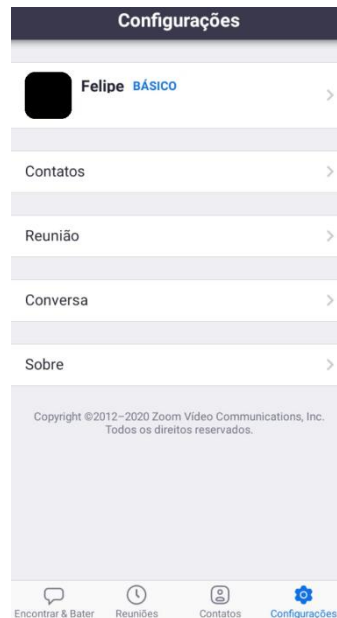 Configurações
Felipe BÁSICO
Contatos
Reunião
Conversa
Sobre
Copyright ©2012–2020 Zoom Vídeo Communications, Inc.
Todos os direitos reservados.
Encontrar & Bater Reuniões Contatos Configurações